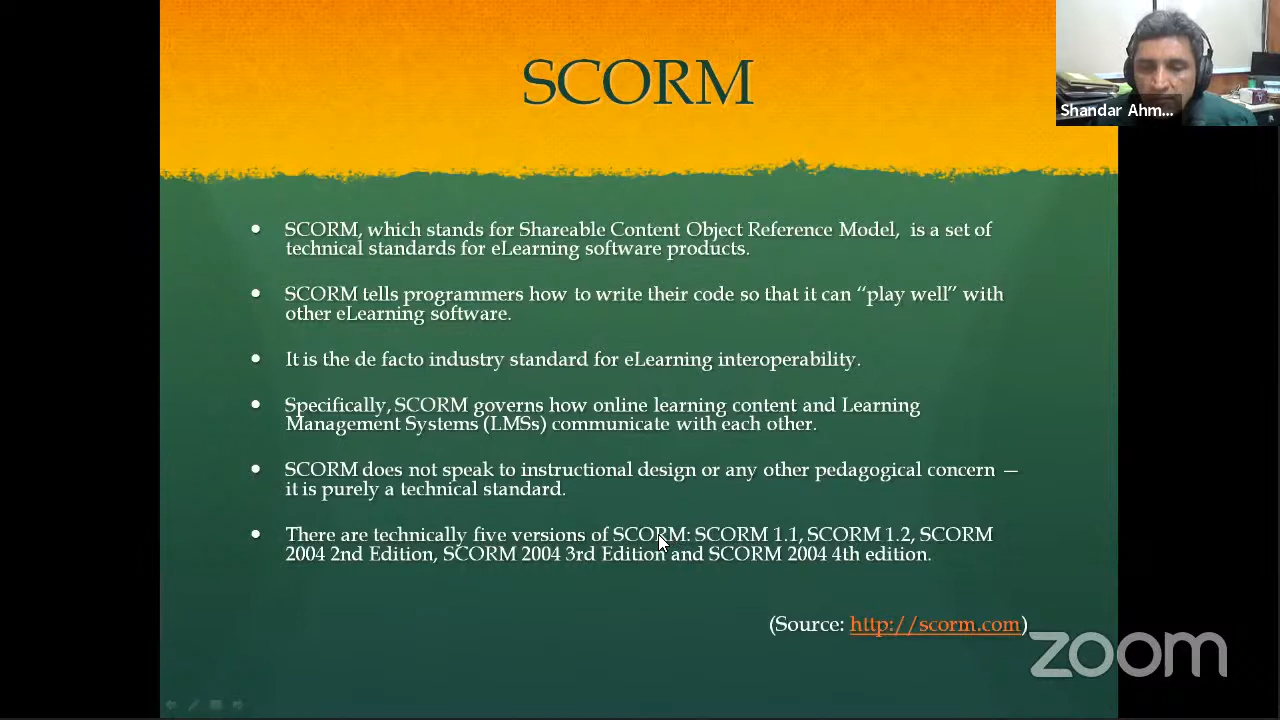 SCORM
Shandar Ahm...
• SCORM, which stands for Shareable Content Object Reference Model,  is a set of
technical standards for eLearning software products.
• SCORM tells programmers how to write their code so that it can “play well” with
other eLearning software.
• It is the de facto industry standard for eLearning interoperability.
• Specifically, SCORM governs how online learning content and Learning
Management Systems (LMSs) communicate with each other.
• SCORM does not speak to instructional design or any other pedagogical concern —
it is purely a technical standard.
• There are technically five versions of SCORM: SCORM 1.1, SCORM 1.2, SCORM
2004 2nd Edition, SCORM 2004 3rd Edition and SCORM 2004 4th edition.
(Source: http://scorm.com)
zoom